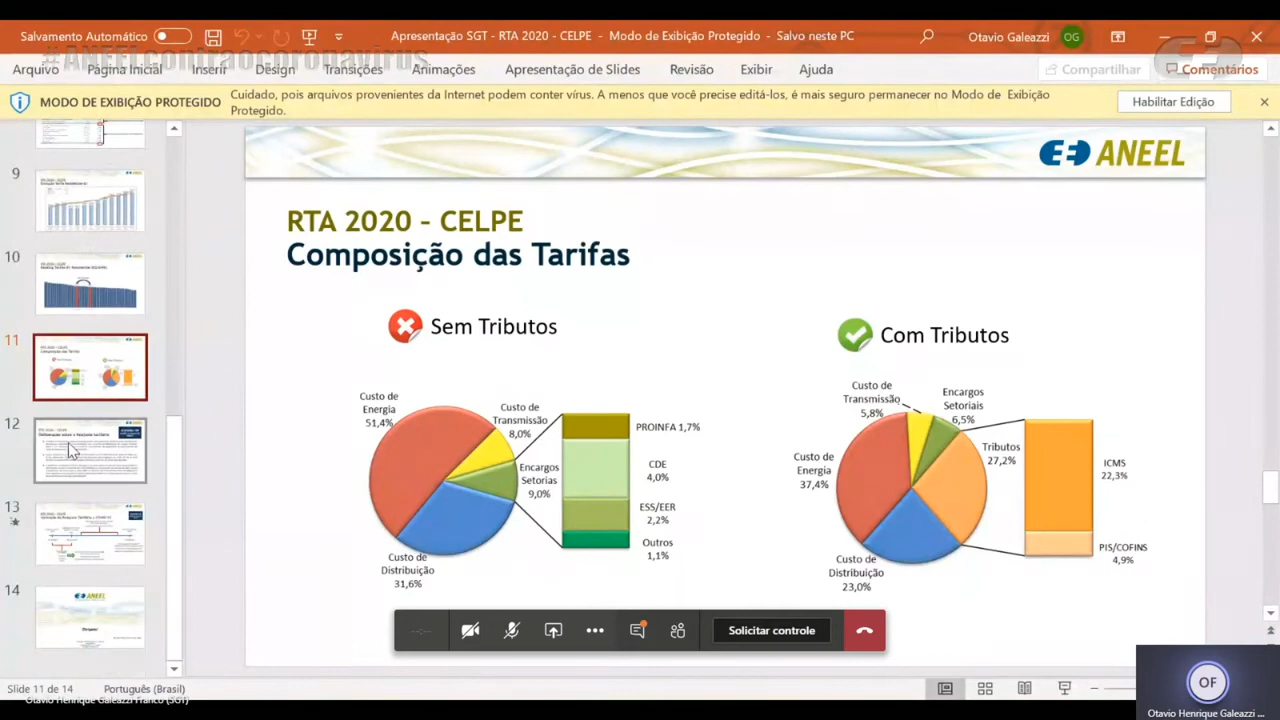 Salvamento Automático
Apresentação SGT - RTA 2020 - CELPE - Modo de Exibição Protegido - Salvo neste PC
Otavio Galeazzi
OG
#ANEELcontraocoronavírus
Arquivo Página Inicial Inserir Design Transições Animações Apresentação de Slides Revisão Exibir Ajuda
Compartilhar
Comentários
MODO DE EXIBIÇÃO PROTEGIDO
Cuidado, pois arquivos provenientes da Internet podem conter vírus. A menos que você precise editá-los, é mais seguro permanecer no Modo de Exibição
Protegido.
Habilitar Edição
9
10
11
12
13
14
ANEEL
RTA 2020 - CELPE
Composição das Tarifas
Sem Tributos
Custo de
Energia
51,4%
Custo de
Transmissão
8,0%
Encargos
Setorias
9,0%
Custo de
Distribuição
31,6%
PROINFA 1,7%
CDE
4,0%
ESS/EER
2,2%
Outros
1,1%
Com Tributos
Custo de
Transmissão
5,8%
Encargos
Setoriais
6,5%
Custo de
Energia
37,4%
Tributos
27,2%
Custo de
Distribuição
23,0%
ICMS
22,3%
PIS/COFINS
4,9%
Solicitar controle
Slide 11 de 14
Português (Brasil)
Otavio Henrique Galeazzi Franco (SGT)
OF
Otavio Henrique Galeazzi ...